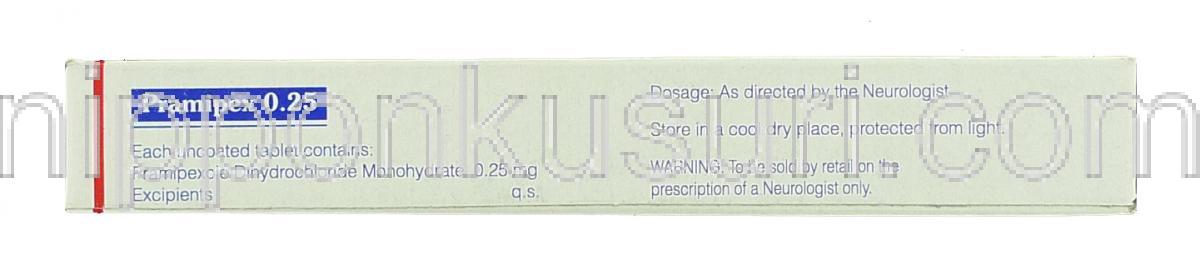 Pramipex 0.25
Each uncoated tablet contains:
Pramipexole Dihydrochloride Monohydrate 0.25 mg
Excipients q.s.
Dosage: As directed by the Neurologist
Store in a cool dry place, protected from light.
WARNING: To be sold by retail on the
prescription of a Neurologist only.
nipponkusuri.com